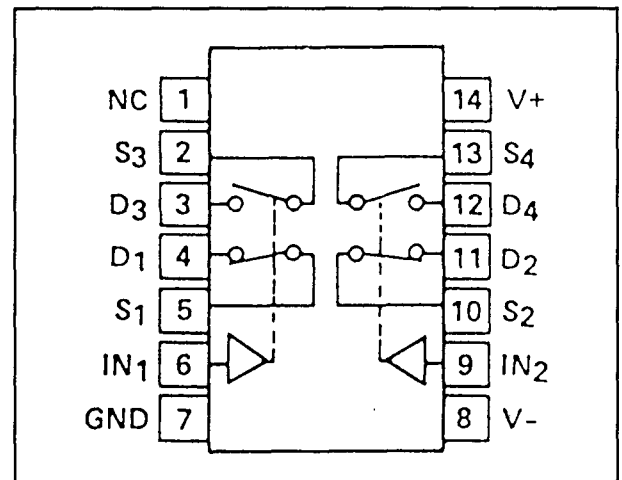 NC 1 14 V+
S3 2 13 S4
D3 3 12 D4
D1 4 11 D2
S1 5 10 S2
IN1 6 9 IN2
GND 7 8 V-